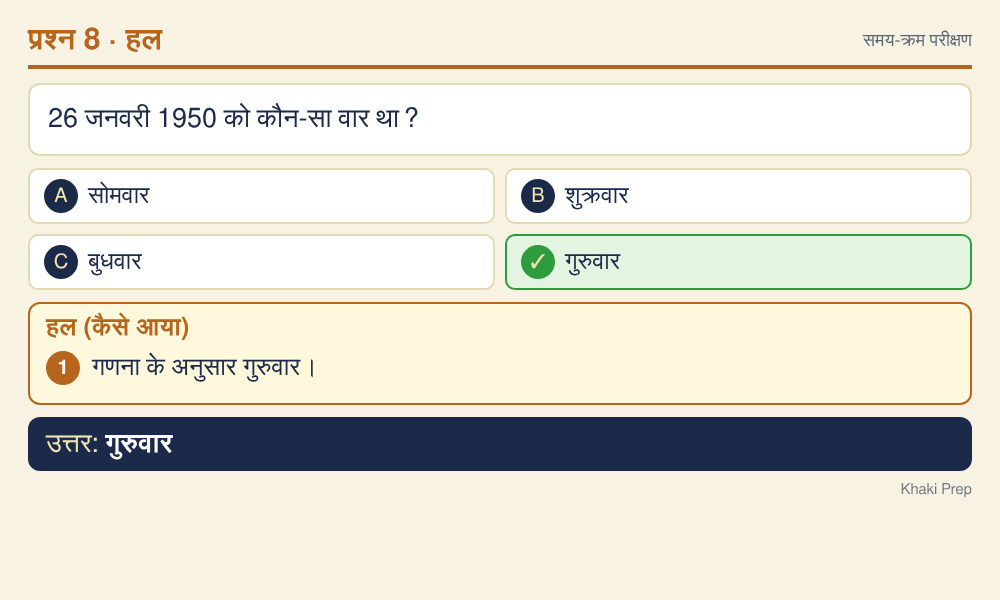 प्रश्न 8 · हल
समय-क्रम परीक्षण
26 जनवरी 1950 को कौन-सा वार था ?
A सोमवार
B शुक्रवार
C बुधवार
✓ गुरुवार
हल (कैसे आया)
1 गणना के अनुसार गुरुवार।
उत्तर: गुरुवार
Khaki Prep